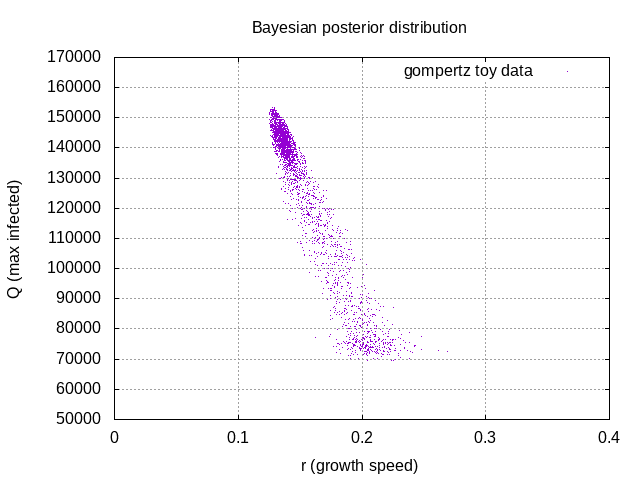 Bayesian posterior distribution
gompertz toy data
Q (max infected)
170000
160000
150000
140000
130000
120000
110000
100000
90000
80000
70000
60000
50000
0 0.1 0.2 0.3 0.4
r (growth speed)